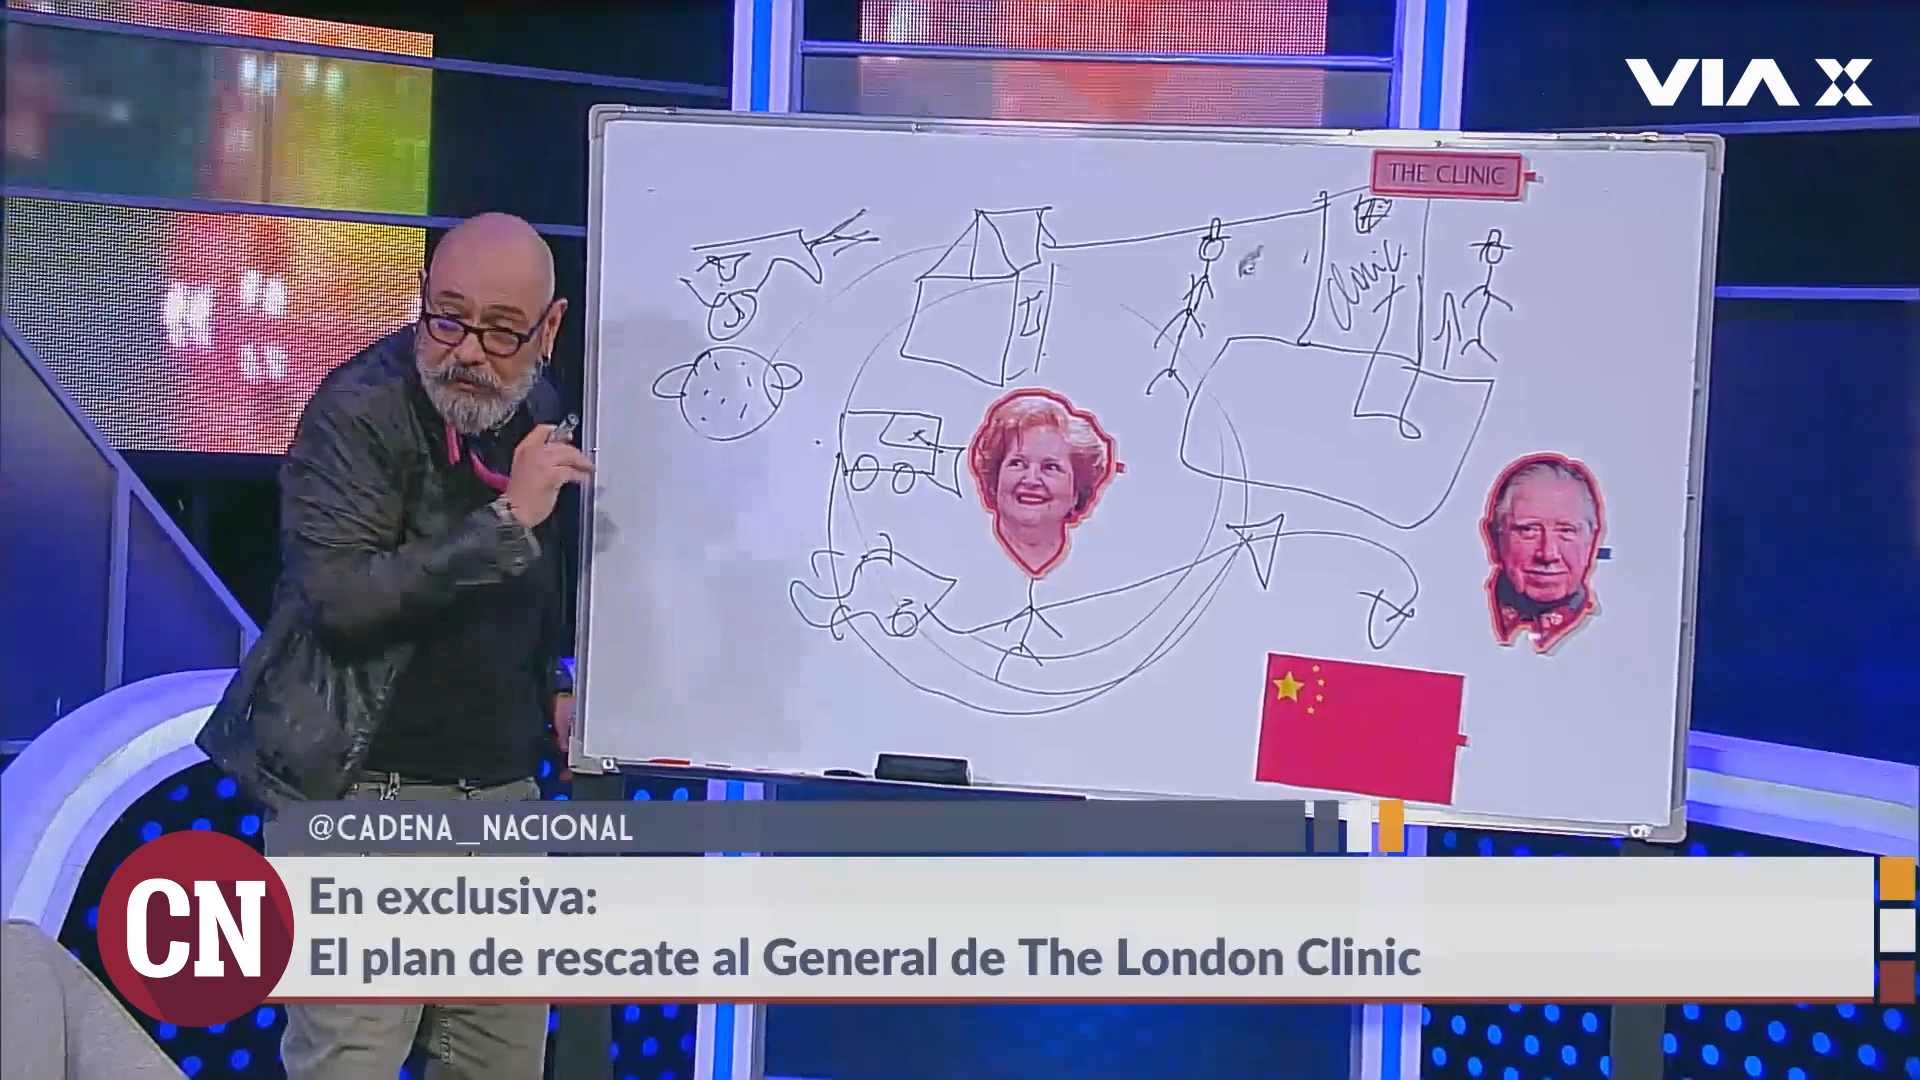 VIA X
THE CLINIC
clinic
@CADENA_NACIONAL
CN
En exclusiva:
El plan de rescate al General de The London Clinic